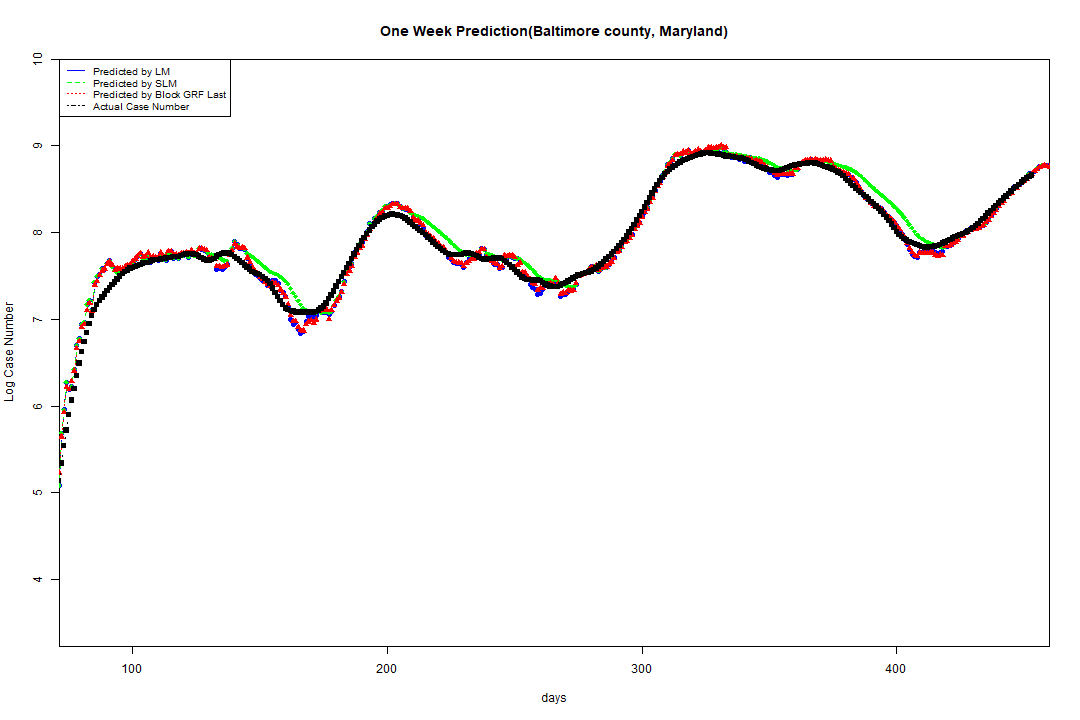 One Week Prediction(Baltimore county, Maryland)
Predicted by LM
Predicted by SLM
Predicted by Block GRF Last
Actual Case Number
Log Case Number
10
9
8
7
6
5
4
100 200 300 400
days